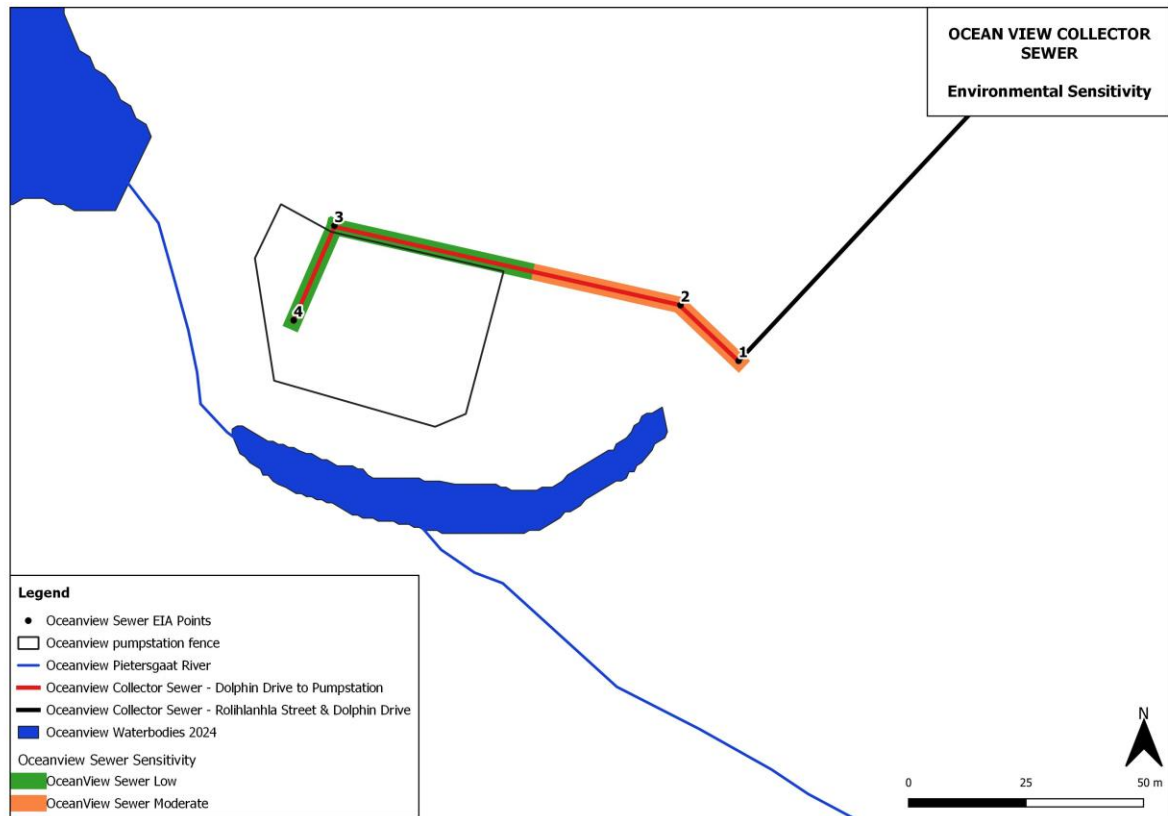 OCEAN VIEW COLLECTOR
SEWER
Environmental Sensitivity
3
4
2
1
Legend
Oceanview Sewer EIA Points
Oceanview pumpstation fence
Oceanview Pietersgaat River
Oceanview Collector Sewer - Dolphin Drive to Pumpstation
Oceanview Collector Sewer - Rolihlanhla Street & Dolphin Drive
Oceanview Waterbodies 2024
Oceanview Sewer Sensitivity
OceanView Sewer Low
OceanView Sewer Moderate
N
0 25 50 m